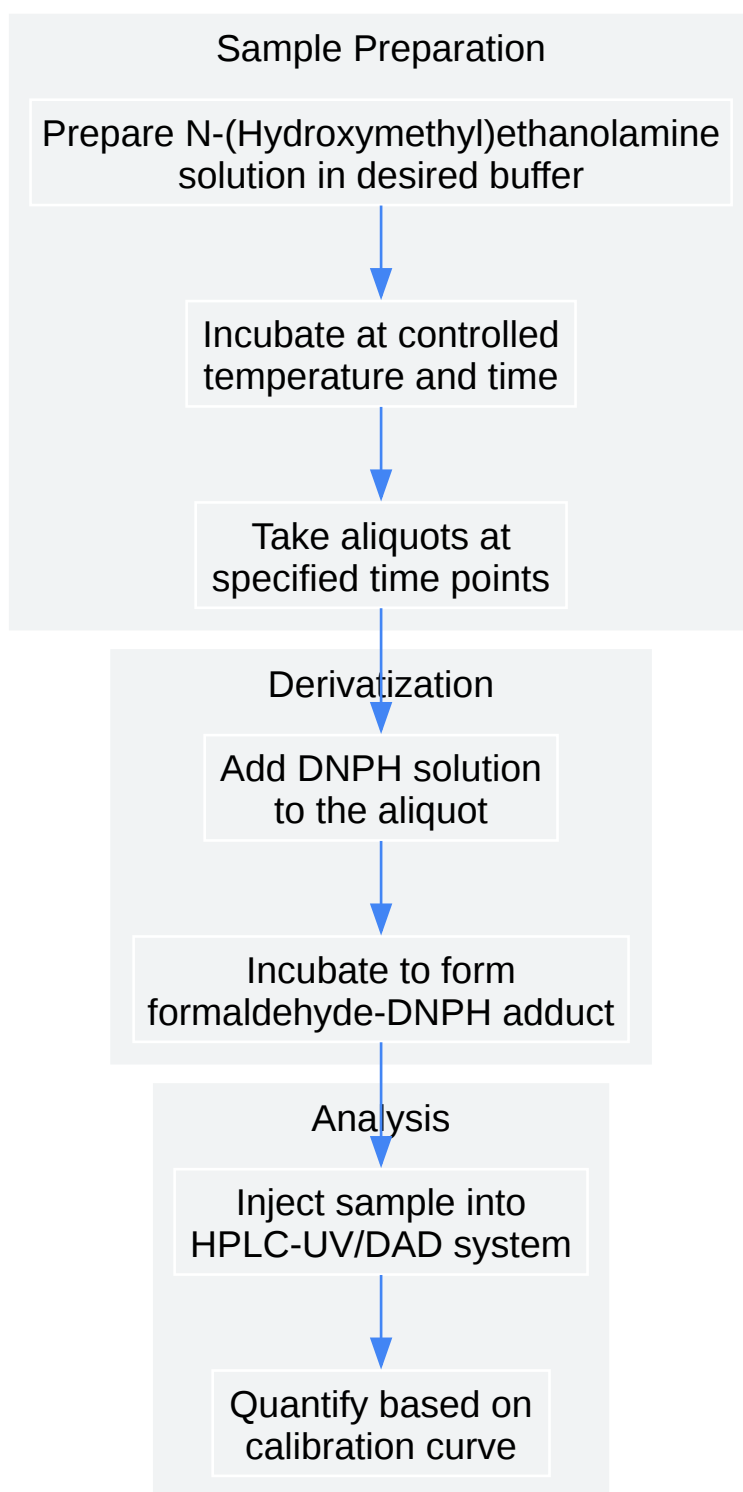 Sample Preparation
Prepare N-(Hydroxymethyl)ethanolamine
solution in desired buffer
Incubate at controlled
temperature and time
Take aliquots at
specified time points
Derivatization
Add DNPH solution
to the aliquot
Incubate to form
formaldehyde-DNPH adduct
Analysis
Inject sample into
HPLC-UV/DAD system
Quantify based on
calibration curve